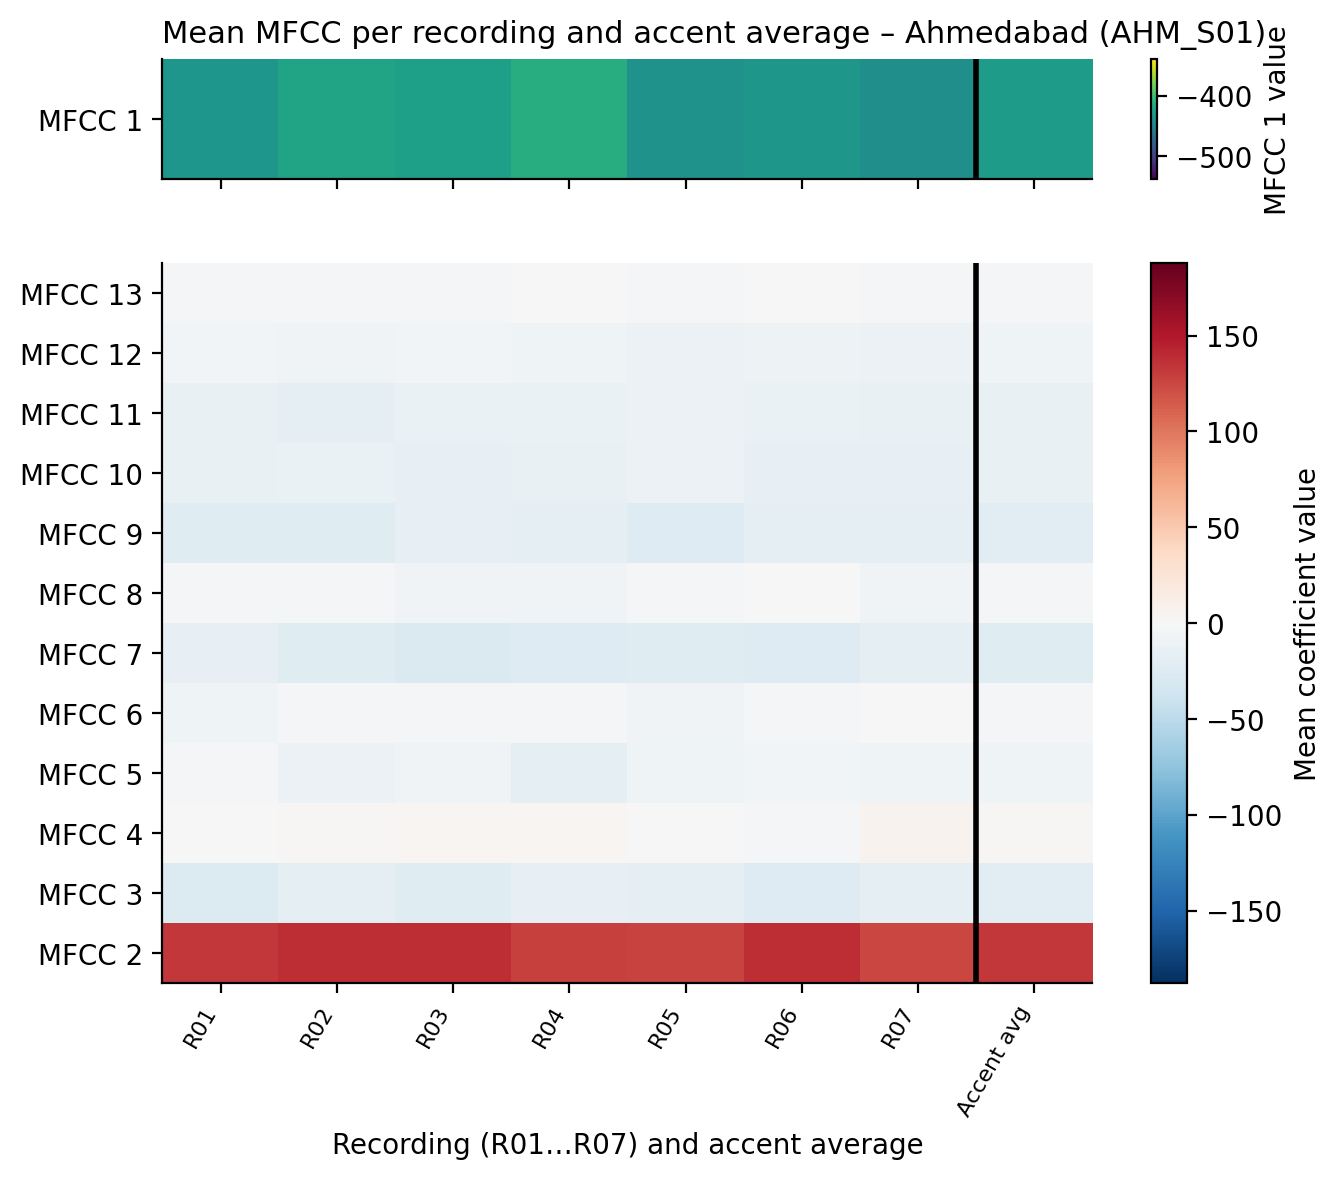 Mean MFCC per recording and accent average – Ahmedabad (AHM_S01)
MFCC 1
−400
−500
MFCC 1 value
MFCC 13
MFCC 12
MFCC 11
MFCC 10
MFCC 9
MFCC 8
MFCC 7
MFCC 6
MFCC 5
MFCC 4
MFCC 3
MFCC 2
150
100
50
0
−50
−100
−150
Mean coefficient value
R01 R02 R03 R04 R05 R06 R07 Accent avg
Recording (R01...R07) and accent average